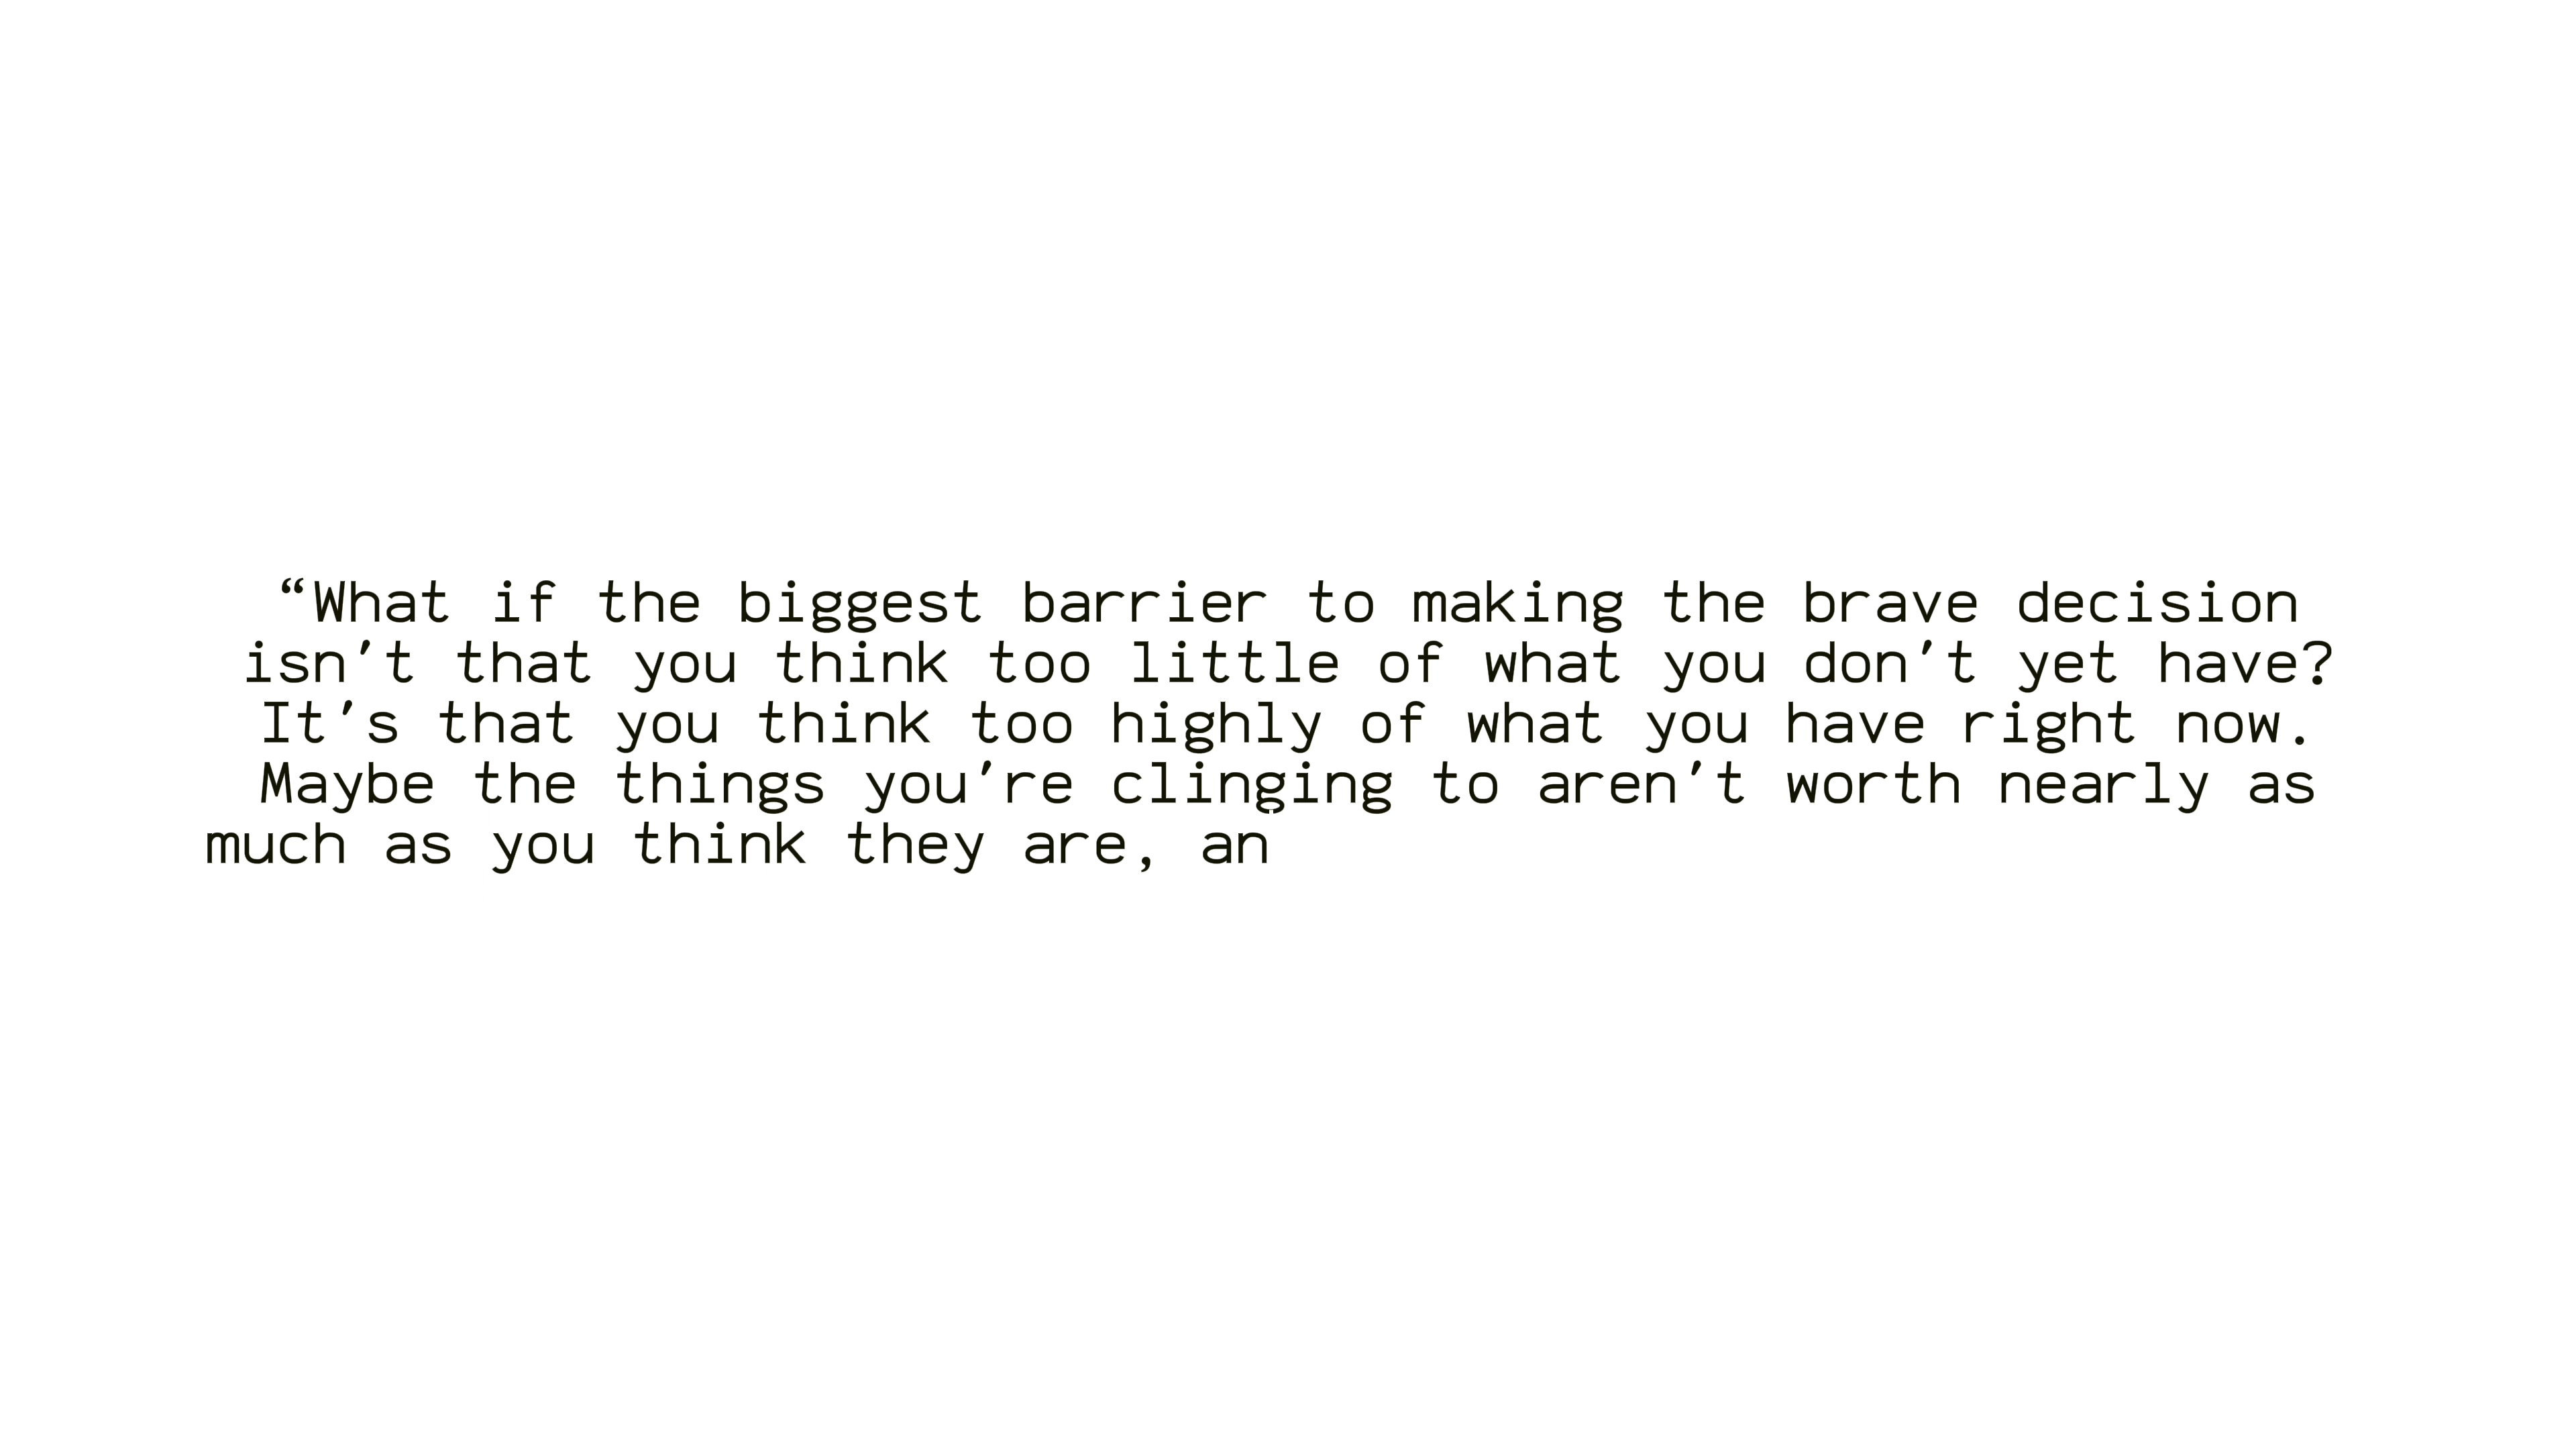 “What if the biggest barrier to making the brave decision
isn't that you think too little of what you don't yet have?
It's that you think too highly of what you have right now.
Maybe the things you're clinging to aren't worth nearly as
much as you think they are, an